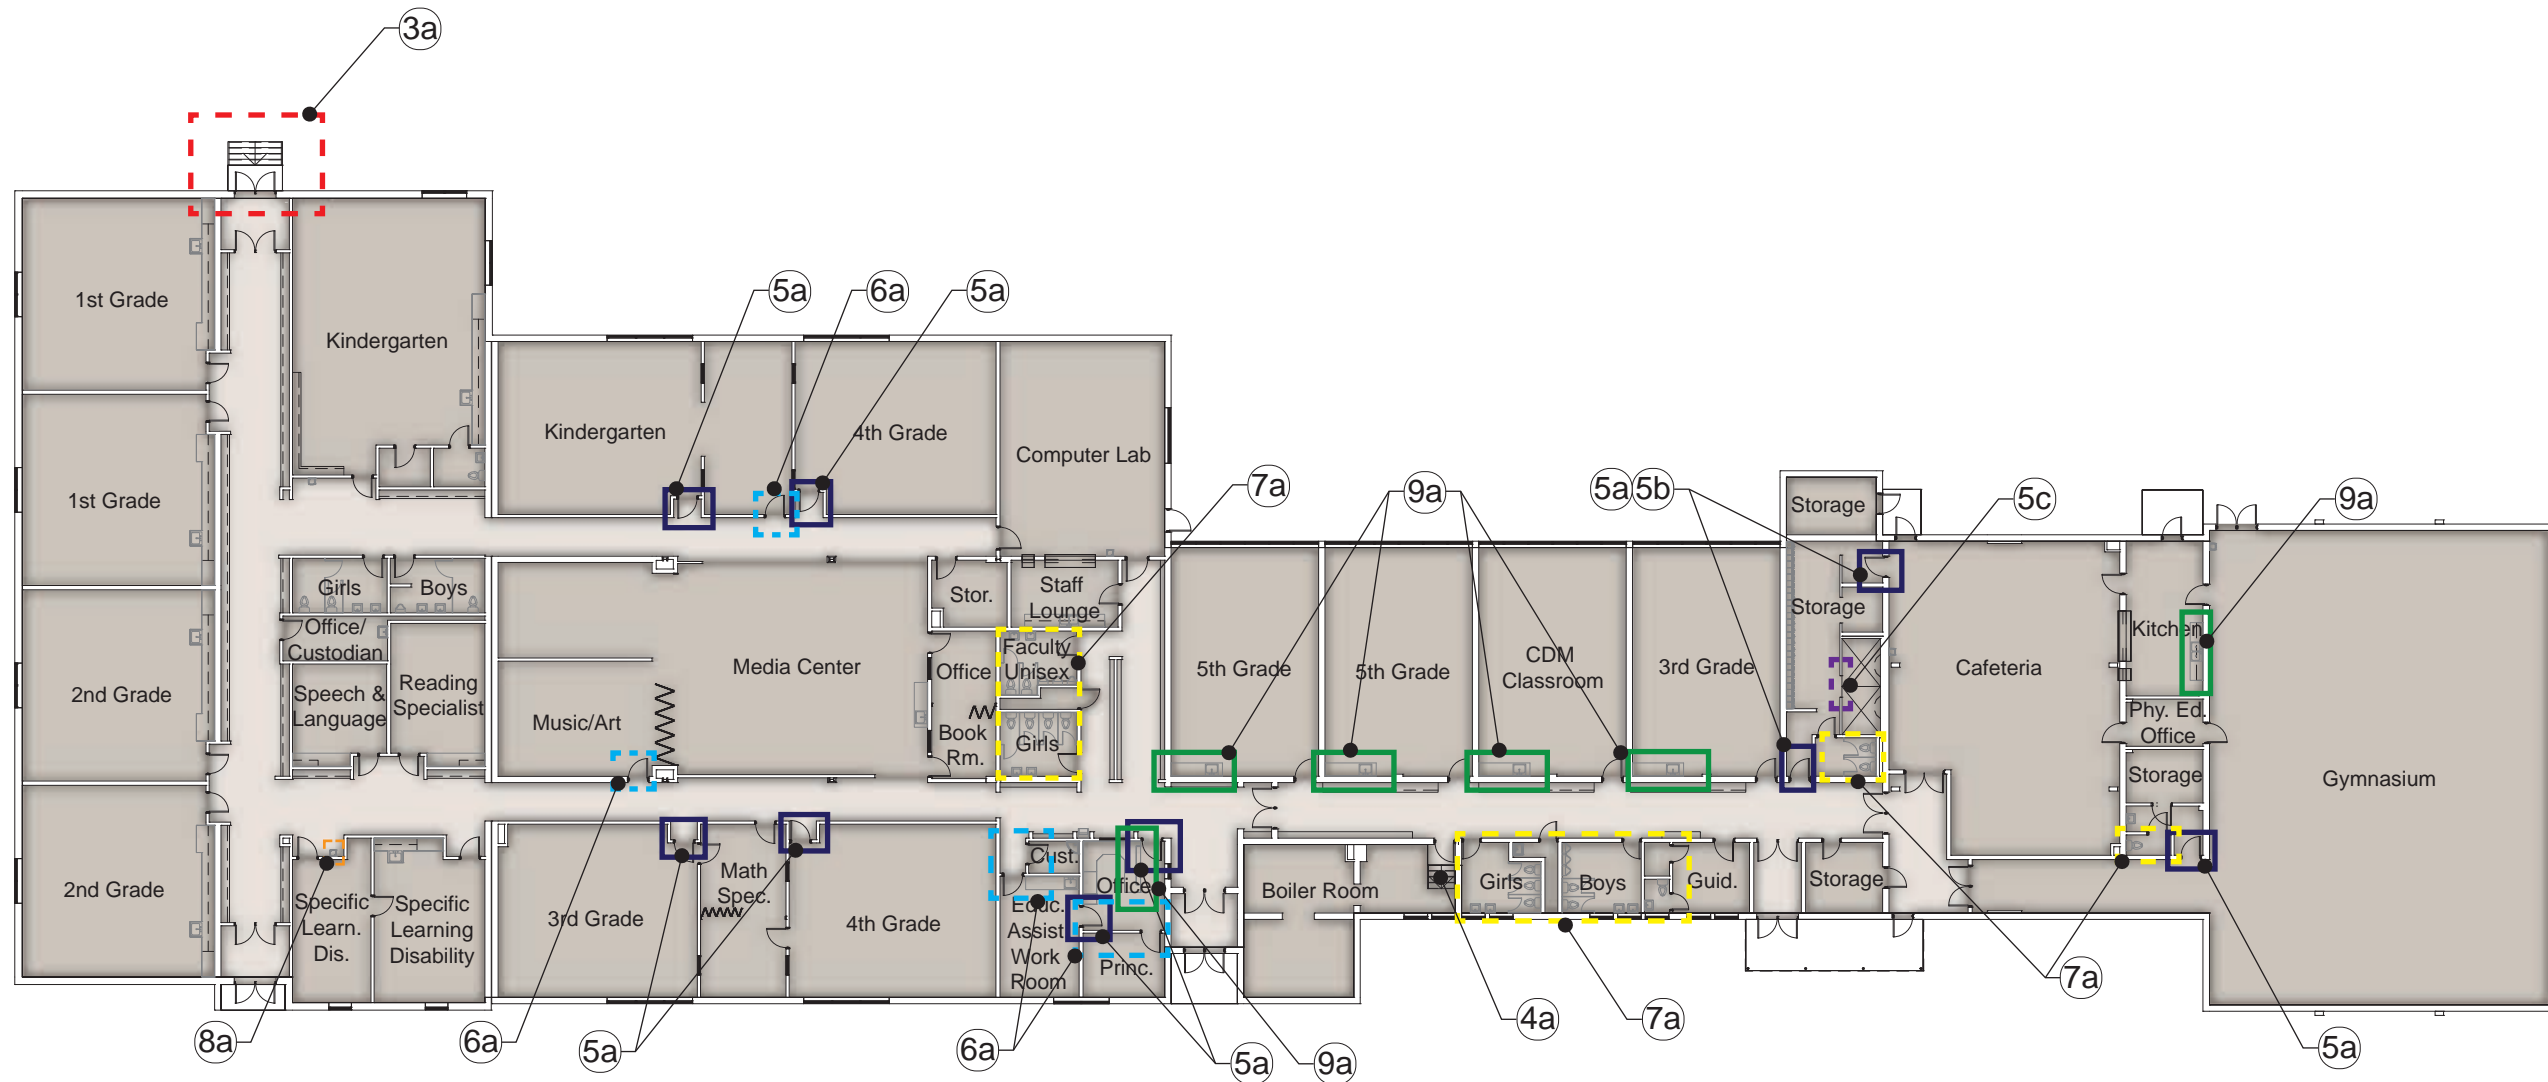 3a
5a
6a
5a
1st Grade
Kindergarten
Kindergarten
4th Grade
Computer Lab
7a
9a
5a
5b
5c
9a
Storage
1st Grade
Girls
Boys
Office/
Custodian
Speech &
Language
Reading
Specialist
2nd Grade
Music/Art
Media Center
Stor.
Staff
Lounge
Office
Faculty
Unisex
Book
Rm.
Girls
5th Grade
5th Grade
CDM
Classroom
3rd Grade
Storage
Cafeteria
Kitchen
Phy. Ed.
Office
Storage
Gymnasium
2nd Grade
Specific
Learn.
Dis.
Specific
Learning
Disability
3rd Grade
Math
Spec.
4th Grade
Cust.
Office
Educ.
Assist
Work
Room
Princ.
Boiler Room
Girls
Boys
Guid.
Storage
8a
6a
5a
6a
5a
9a
4a
7a
7a
5a